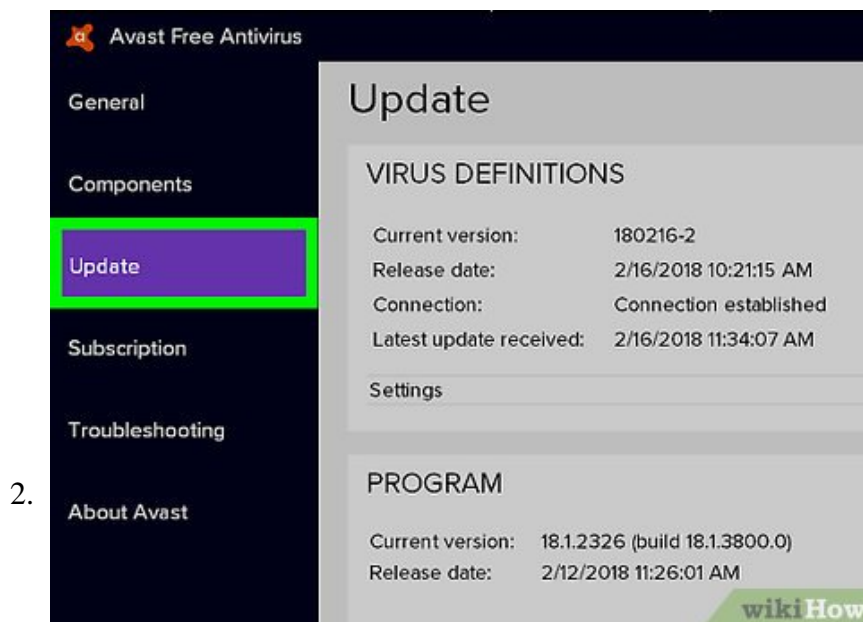 Avast Free Antivirus
General
Components
Update
Subscription
Troubleshooting
About Avast
Update
VIRUS DEFINITIONS
Current version: 180216-2
Release date: 2/16/2018 10:21:15 AM
Connection: Connection established
Latest update received: 2/16/2018 11:34:07 AM
Settings
PROGRAM
Current version: 18.1.2326 (build 18.1.3800.0)
Release date: 2/12/2018 11:26:01 AM
2.
wikiHow